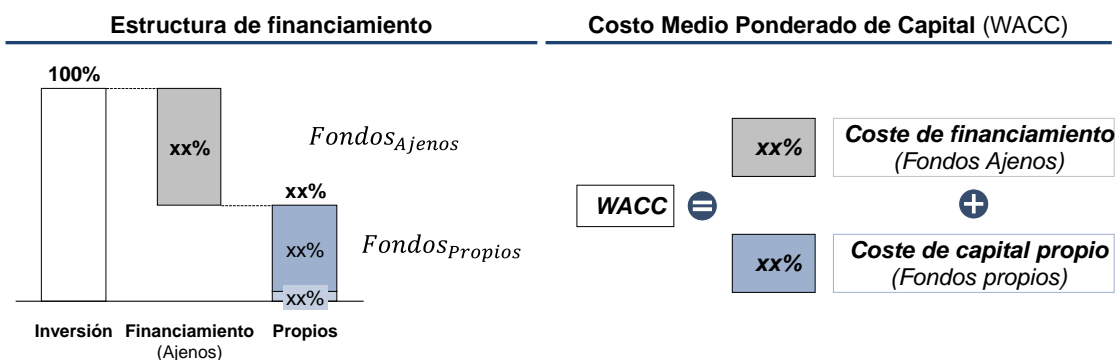 Estructura de financiamiento
100%
xx%
Fondos_Ajenos
xx%
xx%
Fondos_Propios
xx%
Inversión Financiamiento Propios
(Ajenos)
Costo Medio Ponderado de Capital (WACC)
xx% Coste de financiamiento
(Fondos Ajenos)
WACC = +
xx% Coste de capital propio
(Fondos propios)